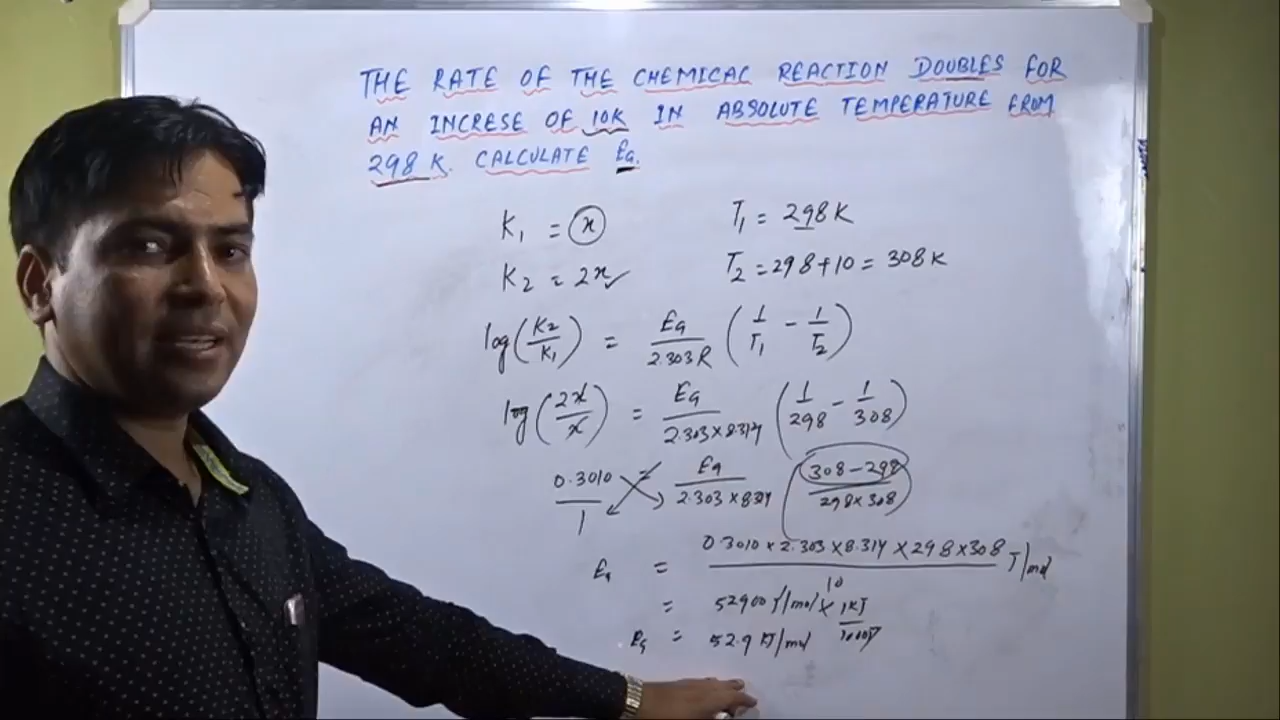 THE RATE OF THE CHEMICAL REACTION DOUBLES FOR
AN INCRESE OF 10K IN ABSOLUTE TEMPERATURE FROM
298 K. CALCULATE Ea.
K1 = x T1 = 298K
K2 = 2x T2 = 298+10 = 308K
log(K2/K1) = Ea/2.303R (1/T1 - 1/T2)
log(2x/x) = Ea/2.303×8.314 (1/298 - 1/308)
0.3010/1 = Ea/2.303×8.314 (308-298/298×308)
Ea = 0.3010×2.303×8.314×298×308/10 J/mol
= 52900 J/mol × 1KJ/1000J
Ea = 52.9 KJ/mol